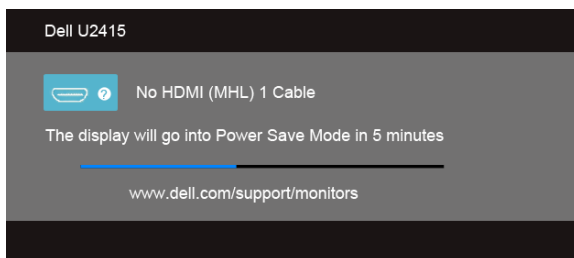 Dell U2415
?
No HDMI (MHL) 1 Cable
The display will go into Power Save Mode in 5 minutes
www.dell.com/support/monitors